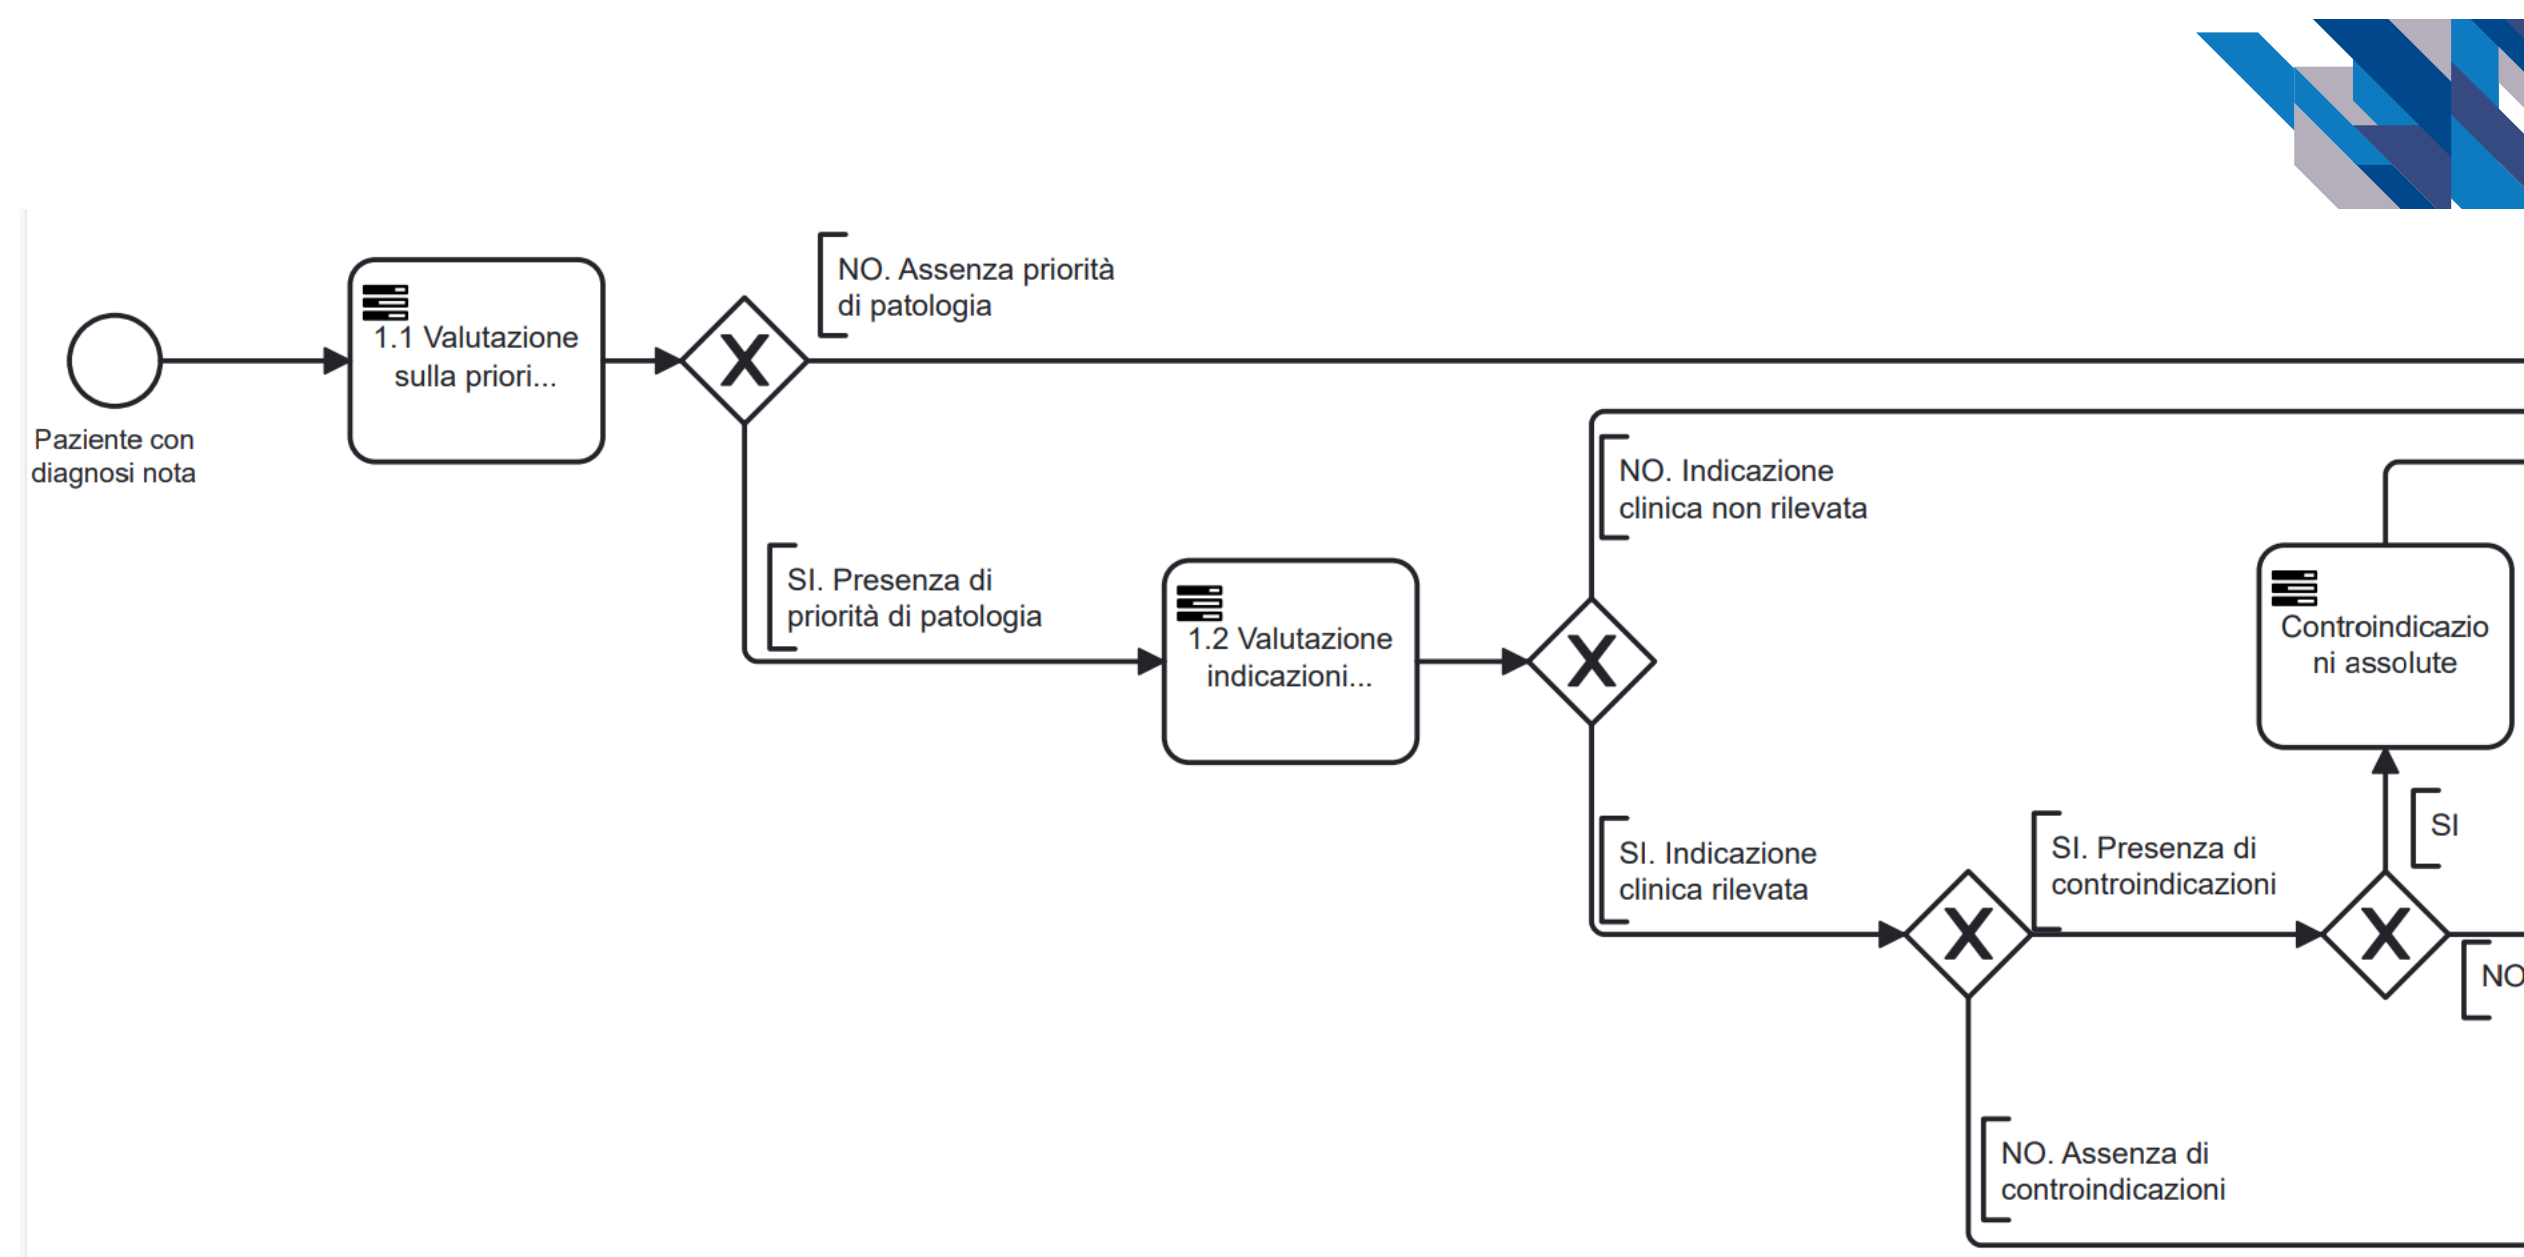 NO. Assenza priorità
di patologia
1.1 Valutazione
sulla priori...
X
Paziente con
diagnosi nota
NO. Indicazione
clinica non rilevata
SI. Presenza di
priorità di patologia
1.2 Valutazione
indicazioni...
X
Controindicazio
ni assolute
SI
SI. Indicazione
clinica rilevata
SI. Presenza di
controindicazioni
X
X
NO
NO. Assenza di
controindicazioni